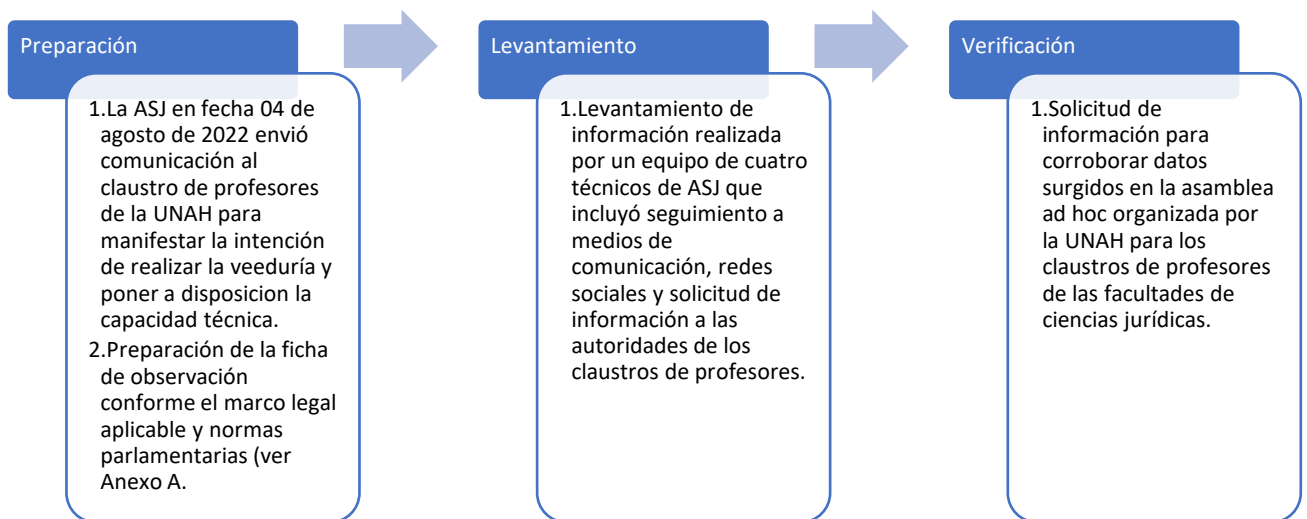 Preparación
1.La ASJ en fecha 04 de
agosto de 2022 envió
comunicación al
claustro de profesores
de la UNAH para
manifestar la intención
de realizar la veeduría y
poner a disposicion la
capacidad técnica.
2.Preparación de la ficha
de observación
conforme el marco legal
aplicable y normas
parlamentarias (ver
Anexo A.
Levantamiento
1.Levantamiento de
información realizada
por un equipo de cuatro
técnicos de ASJ que
incluyó seguimiento a
medios de
comunicación, redes
sociales y solicitud de
información a las
autoridades de los
claustros de profesores.
Verificación
1.Solicitud de
información para
corroborar datos
surgidos en la asamblea
ad hoc organizada por
la UNAH para los
claustros de profesores
de las facultades de
ciencias jurídicas.